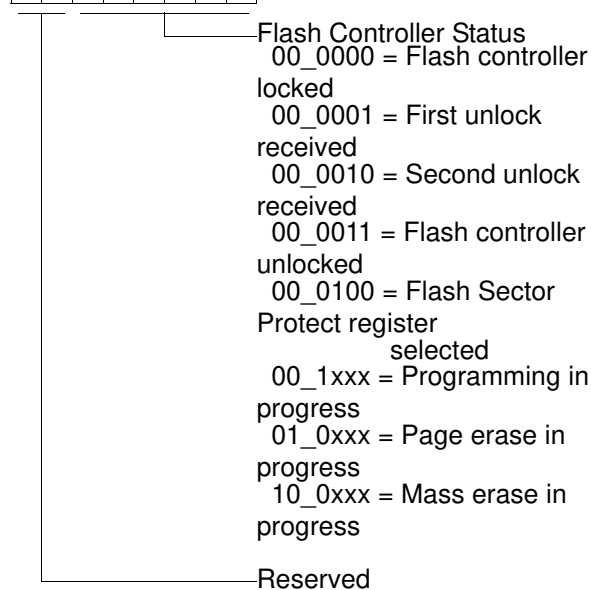 Flash Controller Status
00_0000 = Flash controller
locked
00_0001 = First unlock
received
00_0010 = Second unlock
received
00_0011 = Flash controller
unlocked
00_0100 = Flash Sector
Protect register
selected
00_1xxx = Programming in
progress
01_0xxx = Page erase in
progress
10_0xxx = Mass erase in
progress
Reserved